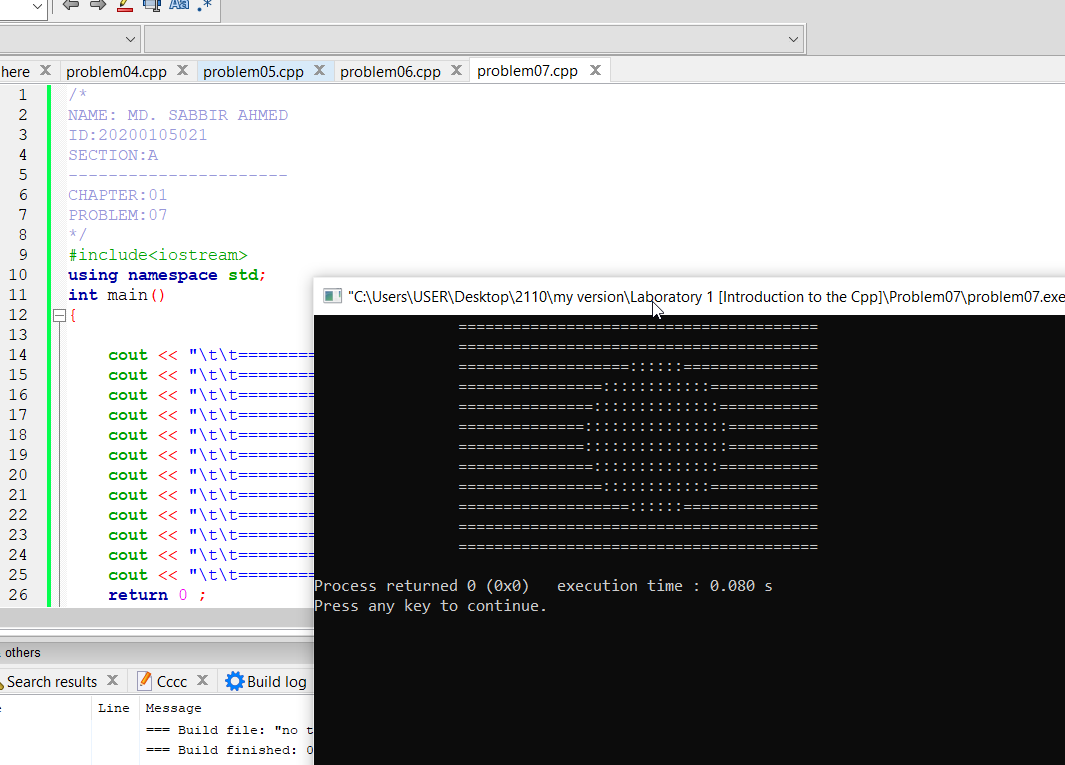 Aa .*
here X problem04.cpp X problem05.cpp X problem06.cpp X problem07.cpp X
1 /*
2 NAME: MD. SABBIR AHMED
3 ID:20200105021
4 SECTION:A
5 ----------------------
6 CHAPTER:01
7 PROBLEM:07
8 */
9 #include<iostream>
10 using namespace std;
11 int main()
12 {
13
14 cout << "\t\t========
15 cout << "\t\t========
16 cout << "\t\t========
17 cout << "\t\t========
18 cout << "\t\t========
19 cout << "\t\t========
20 cout << "\t\t========
21 cout << "\t\t========
22 cout << "\t\t========
23 cout << "\t\t========
24 cout << "\t\t========
25 cout << "\t\t========
26 return 0 ;
"C:\Users\USER\Desktop\2110\my version\Laboratory 1 [Introduction to the Cpp]\Problem07\problem07.exe
========================================
========================================
===================::::::===============
================::::::::::::============
===============::::::::::::::===========
==============::::::::::::::::==========
==============::::::::::::::::==========
===============::::::::::::::===========
================::::::::::::============
===================::::::===============
========================================
========================================
Process returned 0 (0x0)   execution time : 0.080 s
Press any key to continue.
others
Search results X Cccc X Build log
Line Message
=== Build file: "no t
=== Build finished: 0